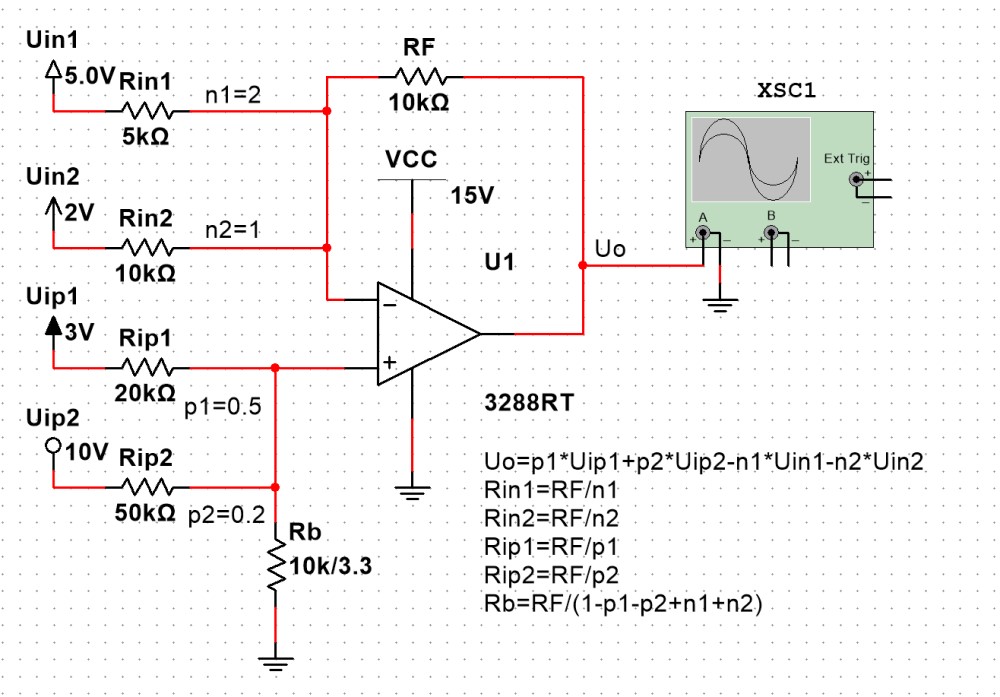 Uin1
5.0V
Rin1
5kΩ
n1=2
RF
10kΩ
XSC1
Ext Trig
+
_
A
B
+
_
+
_
VCC
15V
Uin2
2V
Rin2
10kΩ
n2=1
Uo
U1
Uip1
3V
Rip1
20kΩ
p1=0.5
−
+
3288RT
Uip2
10V
Rip2
50kΩ
p2=0.2
Rb
10k/3.3
Uo=p1*Uip1+p2*Uip2-n1*Uin1-n2*Uin2
Rin1=RF/n1
Rin2=RF/n2
Rip1=RF/p1
Rip2=RF/p2
Rb=RF/(1-p1-p2+n1+n2)